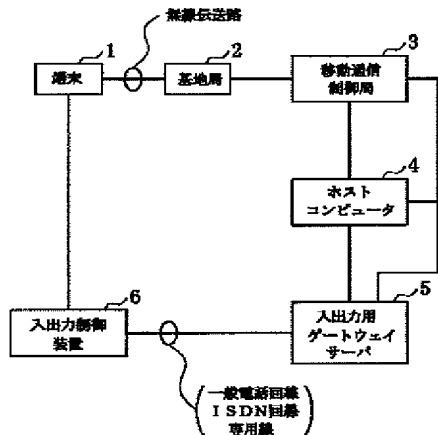 無線伝送路
1
端末
2
基地局
3
移動通信
制御局
4
ホスト
コンピュータ
5
入出力用
ゲートウェイ
サーバ
6
入出力制御
装置
一般電話回線
ISDN回線
専用線